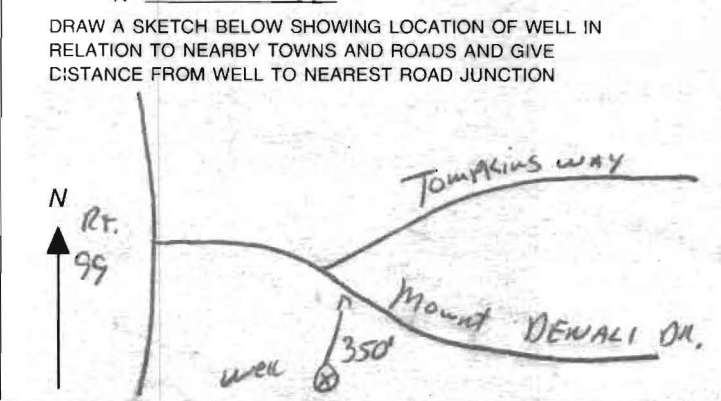 DRAW A SKETCH BELOW SHOWING LOCATION OF WELL IN
RELATION TO NEARBY TOWNS AND ROADS AND GIVE
DISTANCE FROM WELL TO NEAREST ROAD JUNCTION
TOMPKINS WAY
N
RT.
99
MOUNT DENALI DR.
350'
well